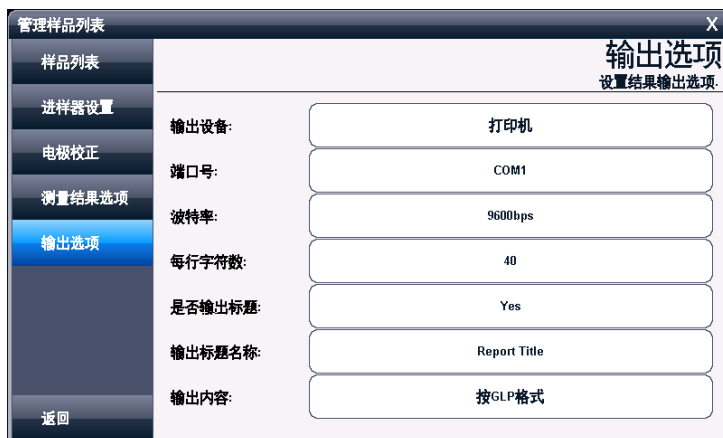 管理样品列表 X
样品列表
进样器设置
电极校正
测量结果选项
输出选项
返回
输出选项
设置结果输出选项.
输出设备: 打印机
端口号: COM1
波特率: 9600bps
每行字符数: 40
是否输出标题: Yes
输出标题名称: Report Title
输出内容: 按GLP格式